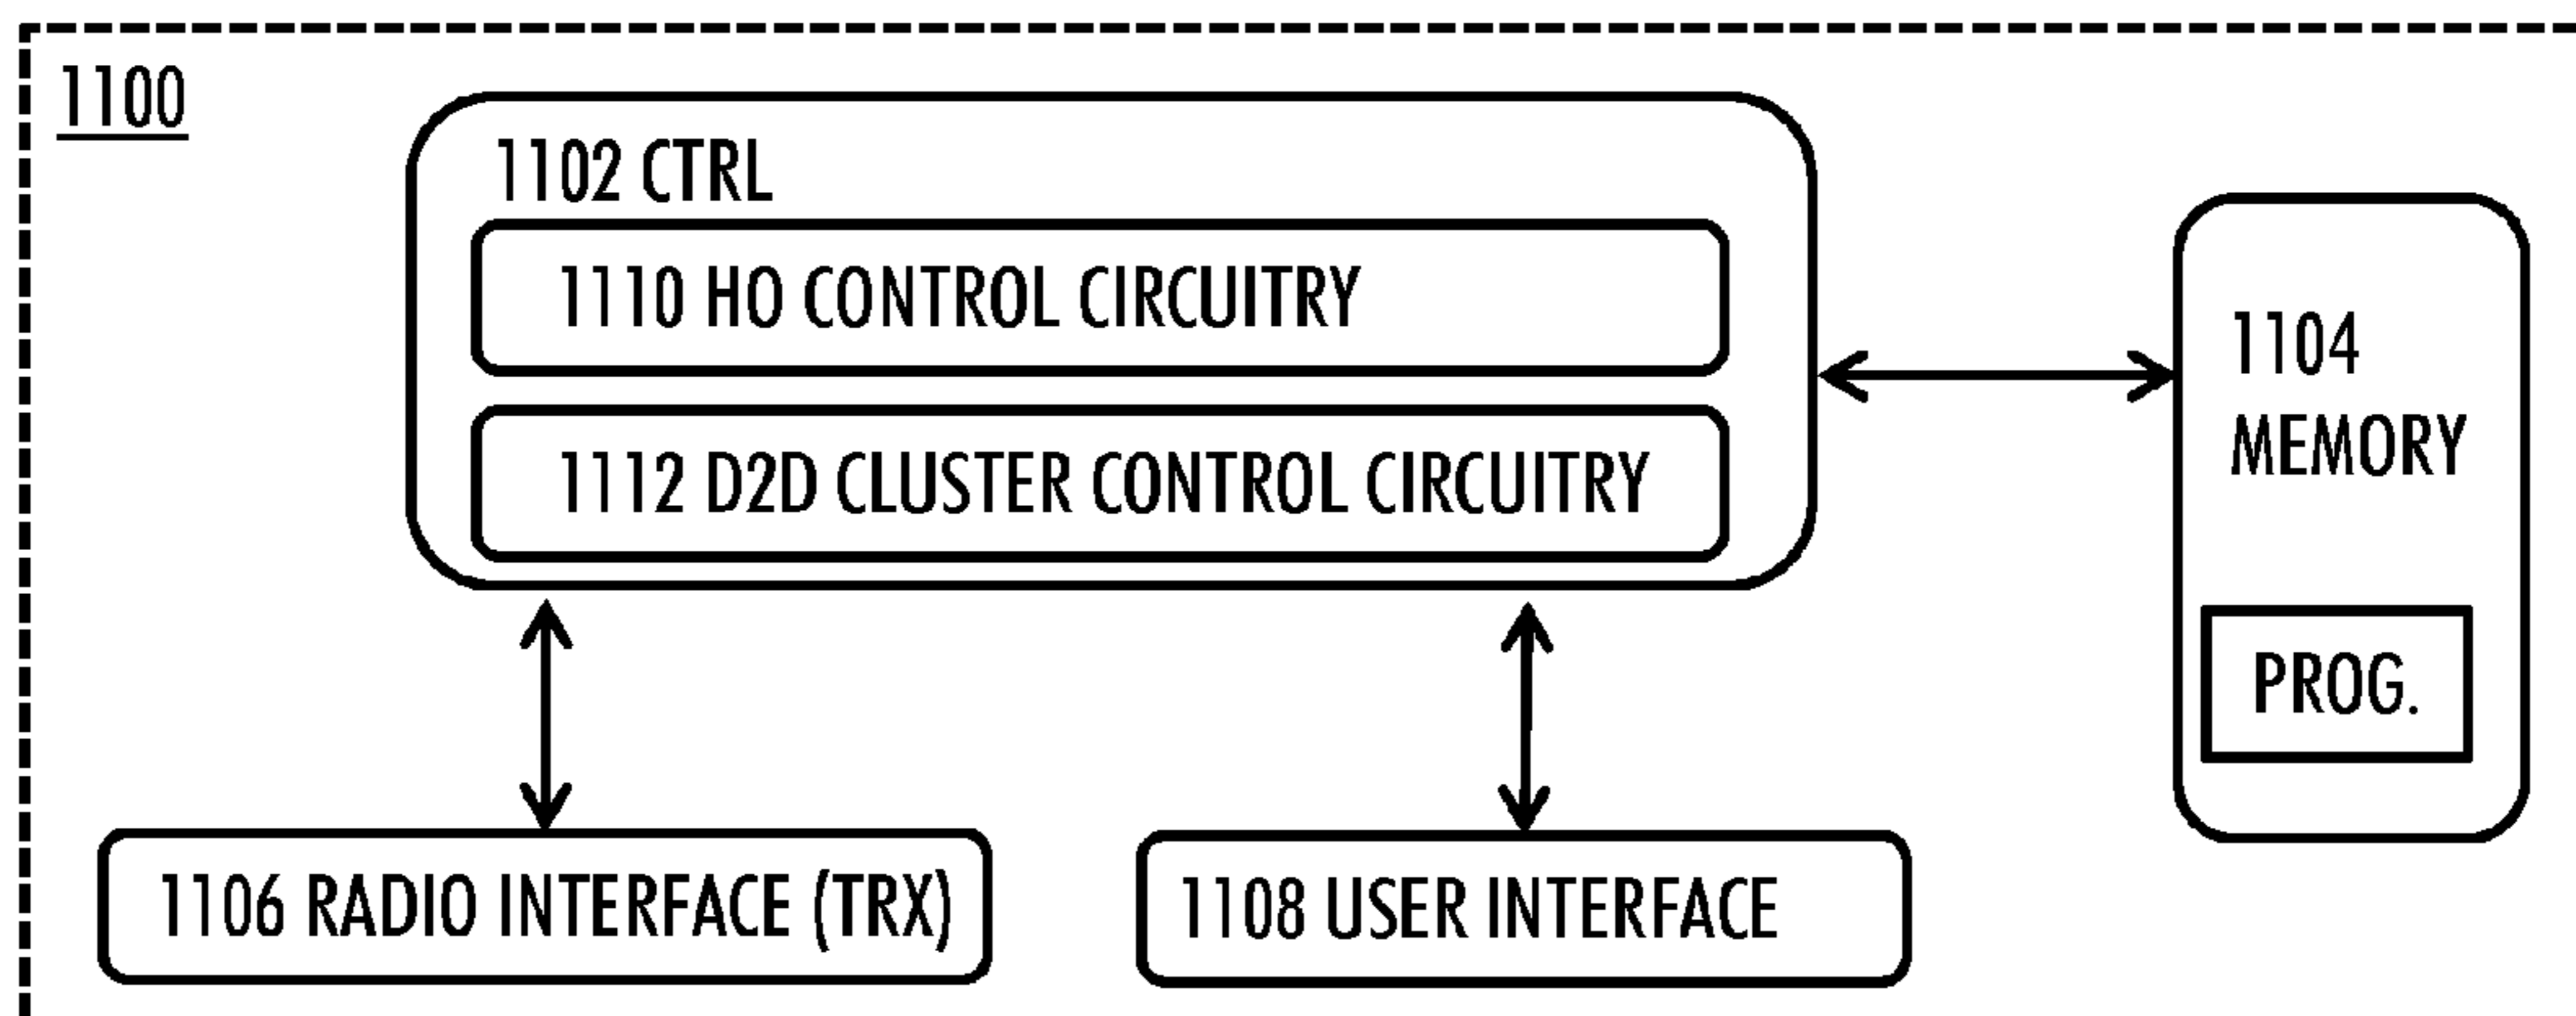 1100
1102 CTRL
1110 HO CONTROL CIRCUITRY
1112 D2D CLUSTER CONTROL CIRCUITRY
1104
MEMORY
PROG.
1106 RADIO INTERFACE (TRX)
1108 USER INTERFACE